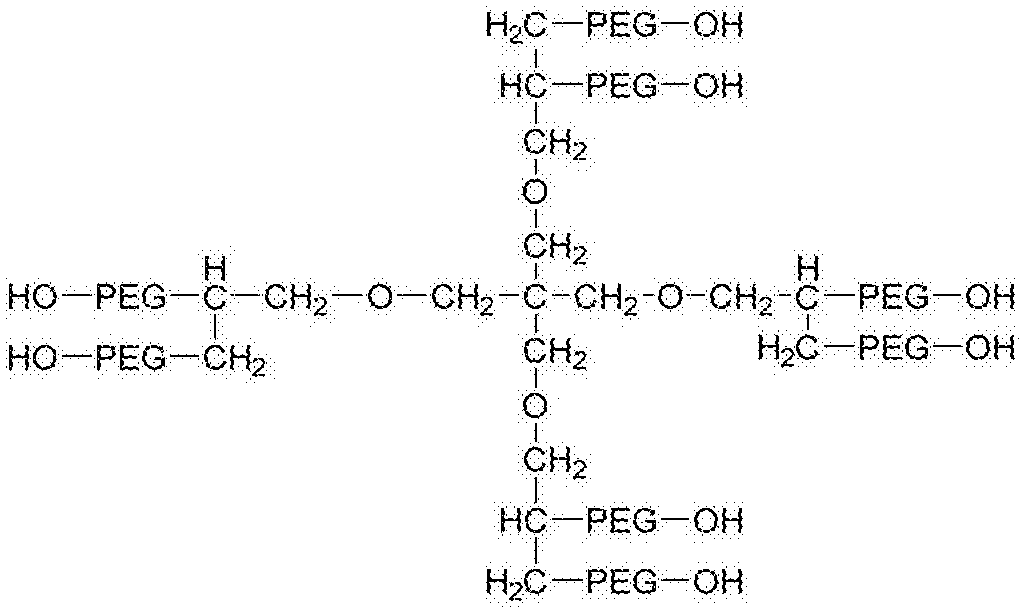 H₂C—PEG—OH
HC—PEG—OH
CH₂
O
CH₂
H H
HO—PEG—C—CH₂—O—CH₂—C—CH₂—O—CH₂—C—PEG—OH
HO—PEG—CH₂ CH₂ H₂C—PEG—OH
O
CH₂
HC—PEG—OH
H₂C—PEG—OH